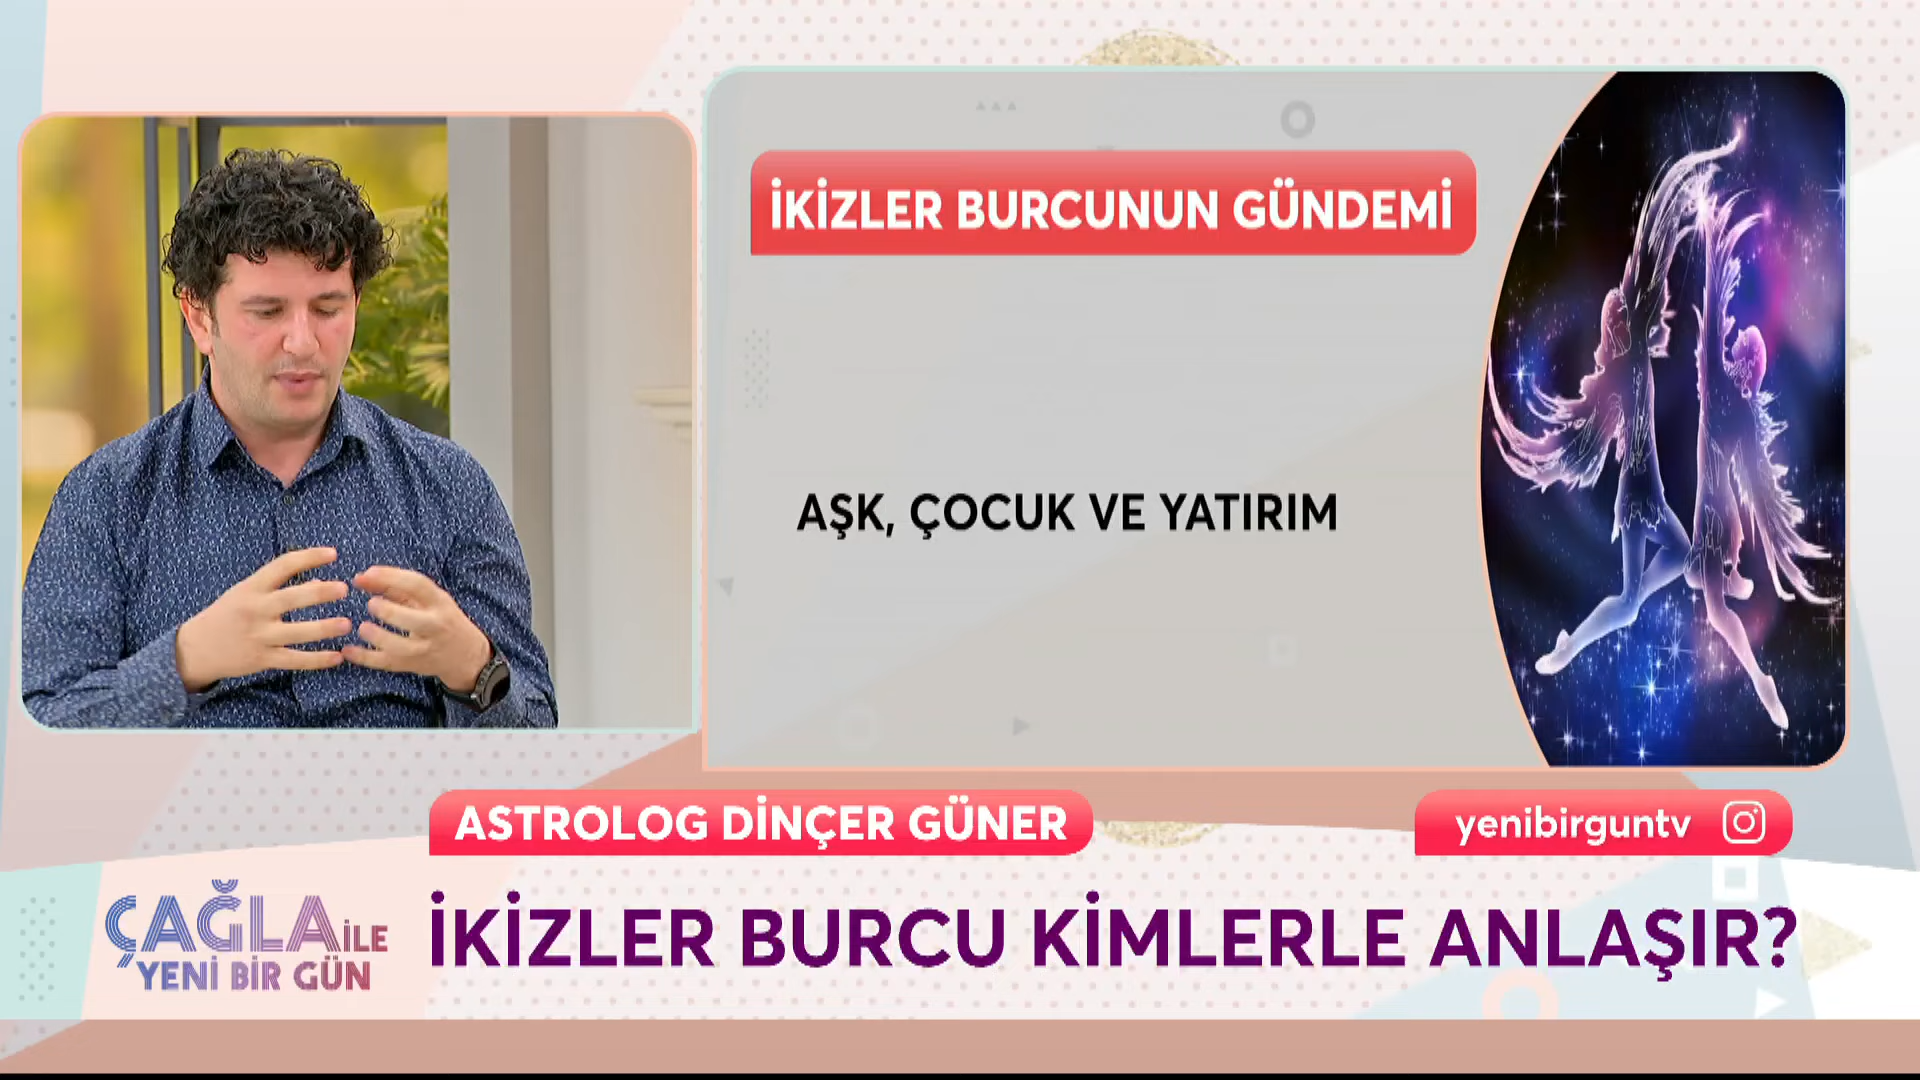 İKİZLER BURCUNUN GÜNDEMİ
AŞK, ÇOCUK VE YATIRIM
ASTROLOG DİNÇER GÜNER
yenibirguntv
ÇAĞLA İLE
YENİ BİR GÜN
İKİZLER BURCU KİMLERLE ANLAŞIR?